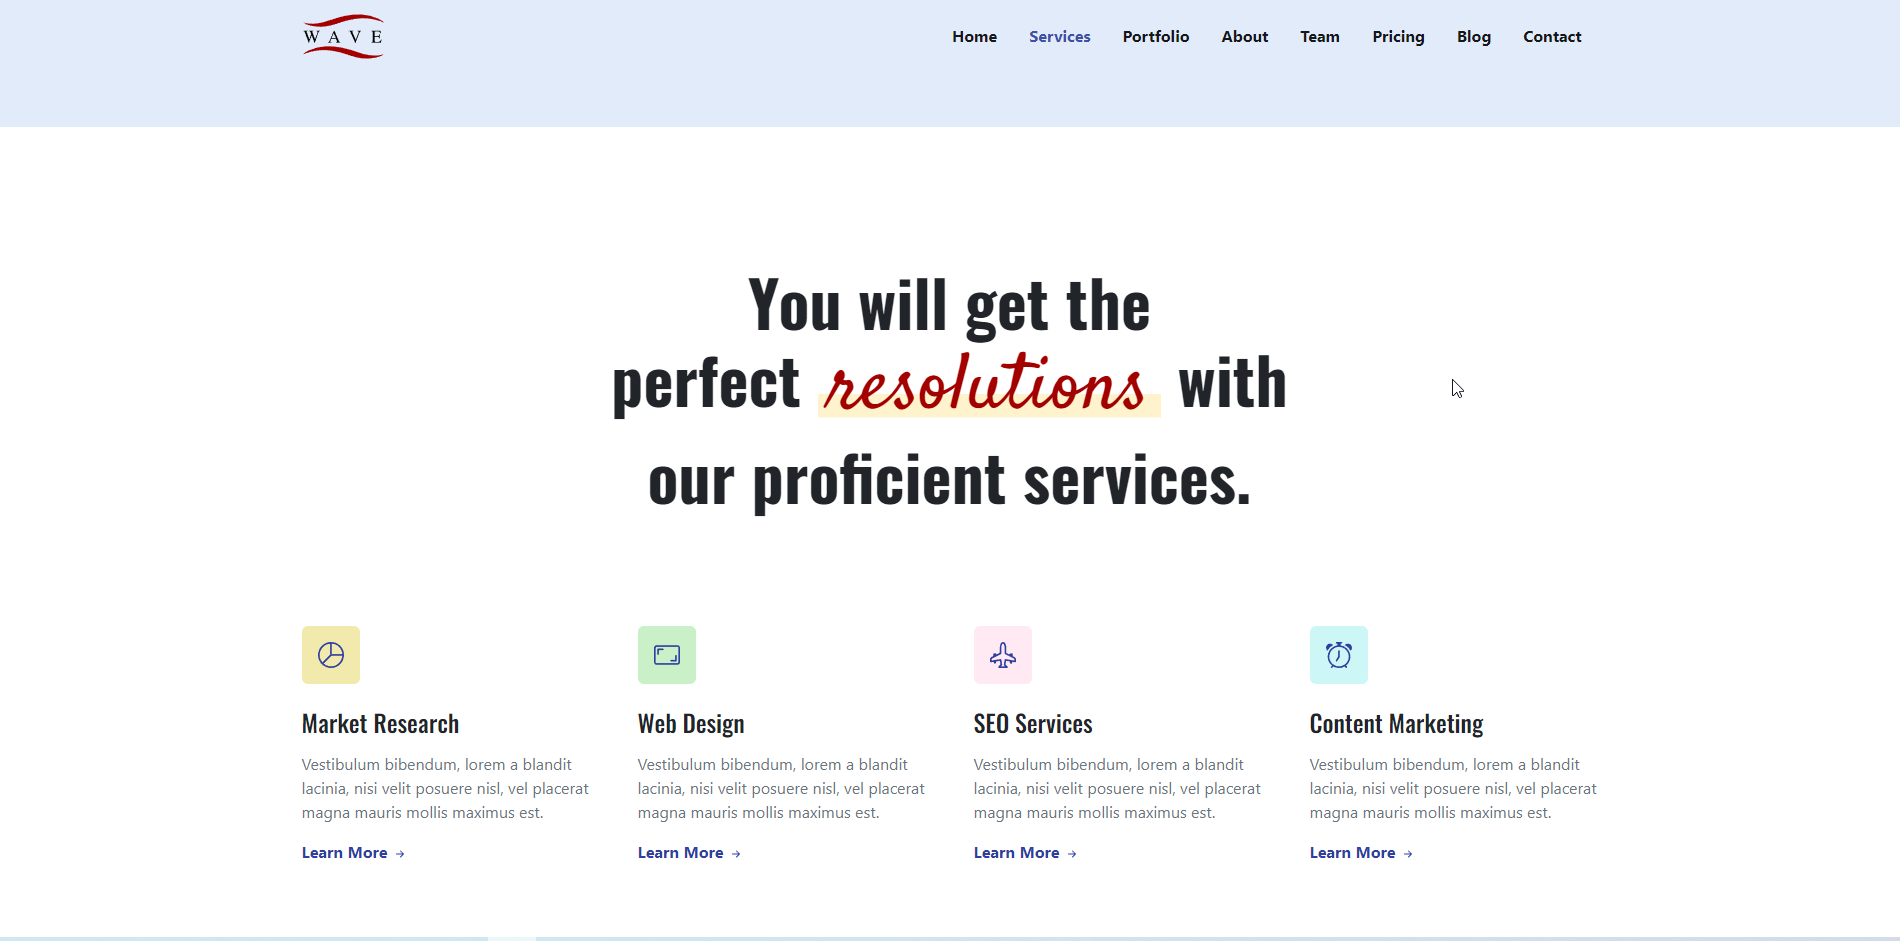 WAVE
Home Services Portfolio About Team Pricing Blog Contact
You will get the
perfect resolutions with
our proficient services.
Market Research
Vestibulum bibendum, lorem a blandit
lacinia, nisi velit posuere nisl, vel placerat
magna mauris mollis maximus est.
Learn More →
Web Design
Vestibulum bibendum, lorem a blandit
lacinia, nisi velit posuere nisl, vel placerat
magna mauris mollis maximus est.
Learn More →
SEO Services
Vestibulum bibendum, lorem a blandit
lacinia, nisi velit posuere nisl, vel placerat
magna mauris mollis maximus est.
Learn More →
Content Marketing
Vestibulum bibendum, lorem a blandit
lacinia, nisi velit posuere nisl, vel placerat
magna mauris mollis maximus est.
Learn More →